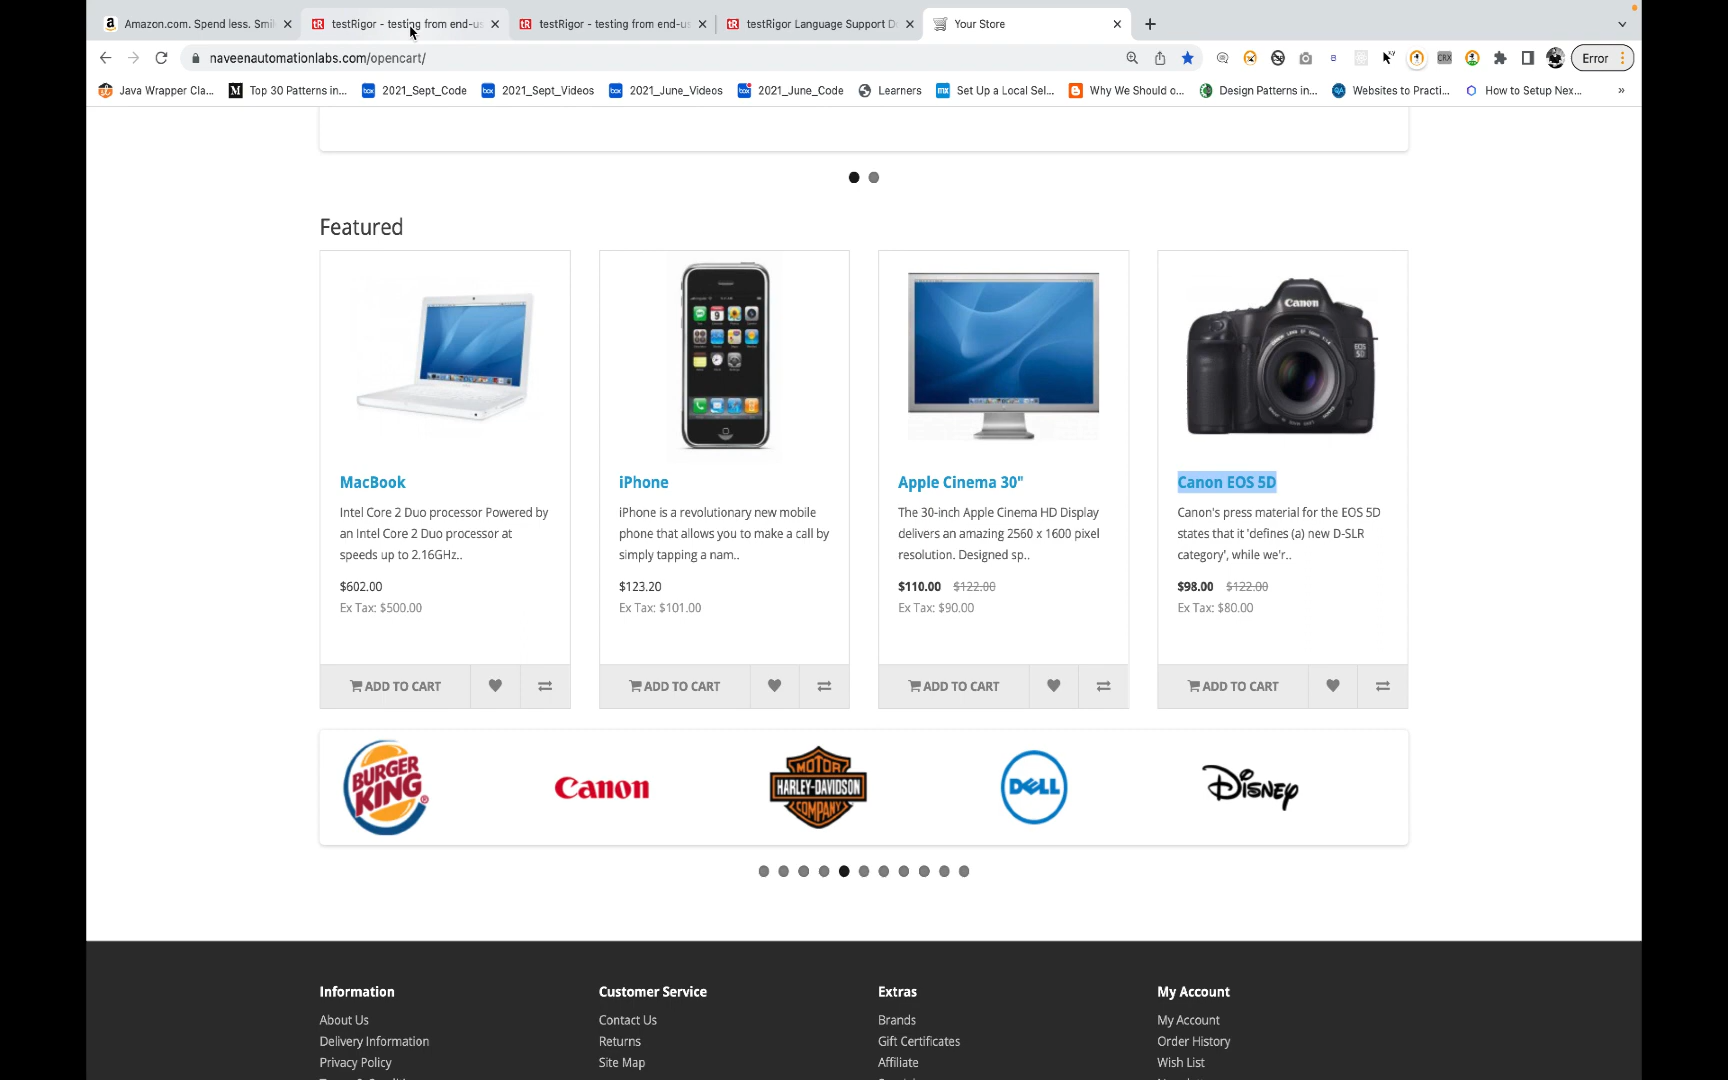 Amazon.com. Spend less. Smi
testRigor - testing from end-us
testRigor - testing from end-us
testRigor Language Support D
Your Store
naveenautomationlabs.com/opencart/
Error
Java Wrapper Cla...
Top 30 Patterns in...
2021_Sept_Code
2021_Sept_Videos
2021_June_Videos
2021_June_Code
Learners
Set Up a Local Sel...
Why We Should o...
Design Patterns in...
Websites to Practi...
How to Setup Nex...
»
Featured
MacBook
Intel Core 2 Duo processor Powered by
an Intel Core 2 Duo processor at
speeds up to 2.16GHz..
$602.00
Ex Tax: $500.00
ADD TO CART
iPhone
iPhone is a revolutionary new mobile
phone that allows you to make a call by
simply tapping a nam..
$123.20
Ex Tax: $101.00
ADD TO CART
Apple Cinema 30"
The 30-inch Apple Cinema HD Display
delivers an amazing 2560 x 1600 pixel
resolution. Designed sp..
$110.00 $122.00
Ex Tax: $90.00
ADD TO CART
Canon
Canon EOS 5D
Canon's press material for the EOS 5D
states that it 'defines (a) new D-SLR
category', while we'r..
$98.00 $122.00
Ex Tax: $80.00
ADD TO CART
BURGER
KING
Canon
MOTOR
HARLEY-DAVIDSON
COMPANY
DELL
Disney
Information
About Us
Delivery Information
Privacy Policy
Customer Service
Contact Us
Returns
Site Map
Extras
Brands
Gift Certificates
Affiliate
My Account
My Account
Order History
Wish List